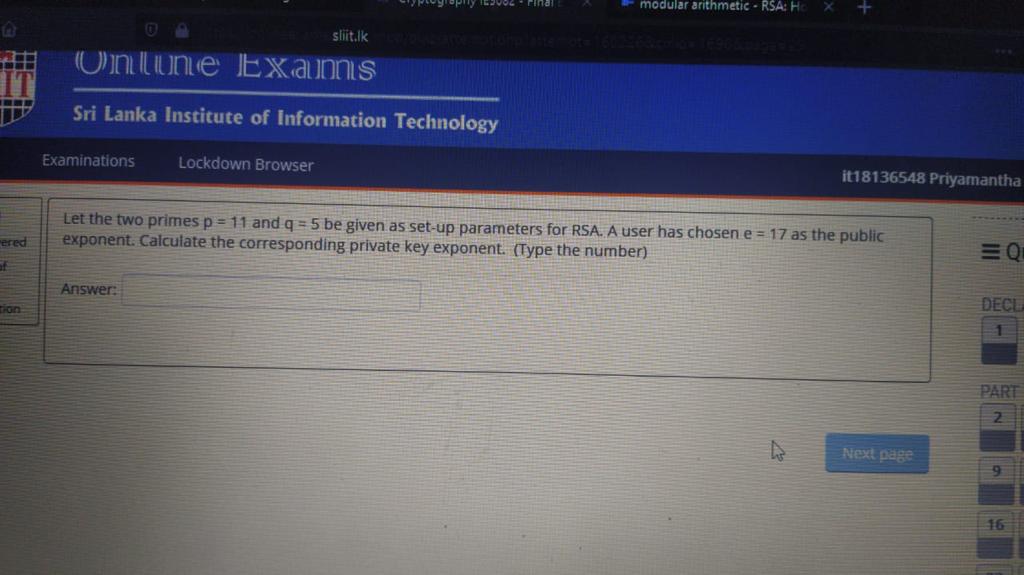 modular arithmetic - RSA: H
sliit.lk
Online Exams
Sri Lanka Institute of Information Technology
Examinations Lockdown Browser
it18136548 Priyamantha
Let the two primes p = 11 and q = 5 be given as set-up parameters for RSA. A user has chosen e = 17 as the public
exponent. Calculate the corresponding private key exponent. (Type the number)
Answer:
Next page
DECL
1
PART
2
9
16